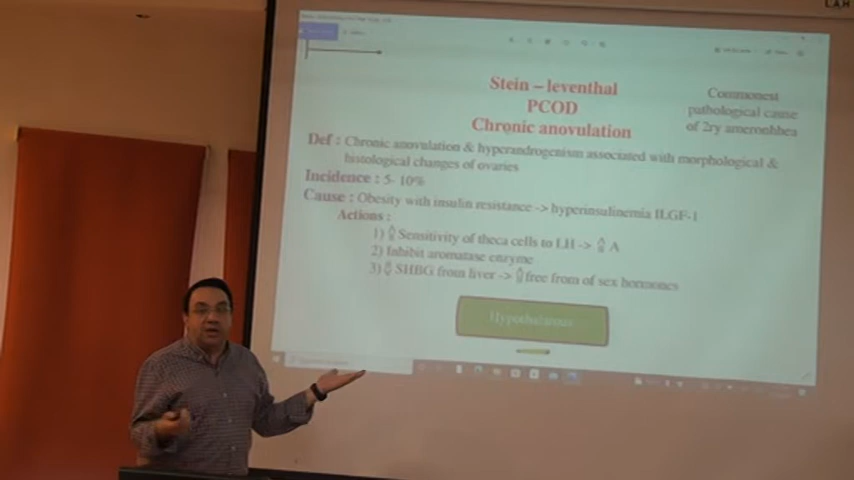 Stein – leventhal
PCOD
Chronic anovulation
Commonest
pathological cause
of 2ry amenorrhea
Def : Chronic anovulation & hyperandrogenism associated with morphological &
histological changes of ovaries
Incidence : 5- 10%
Cause : Obesity with insulin resistance -> hyperinsulinemia ILGF-1
Actions :
1) Sensitivity of theca cells to LH -> A
2) Inhibit aromatase enzyme
3) SHBG from liver -> free from of sex hormones
Hypothalamus